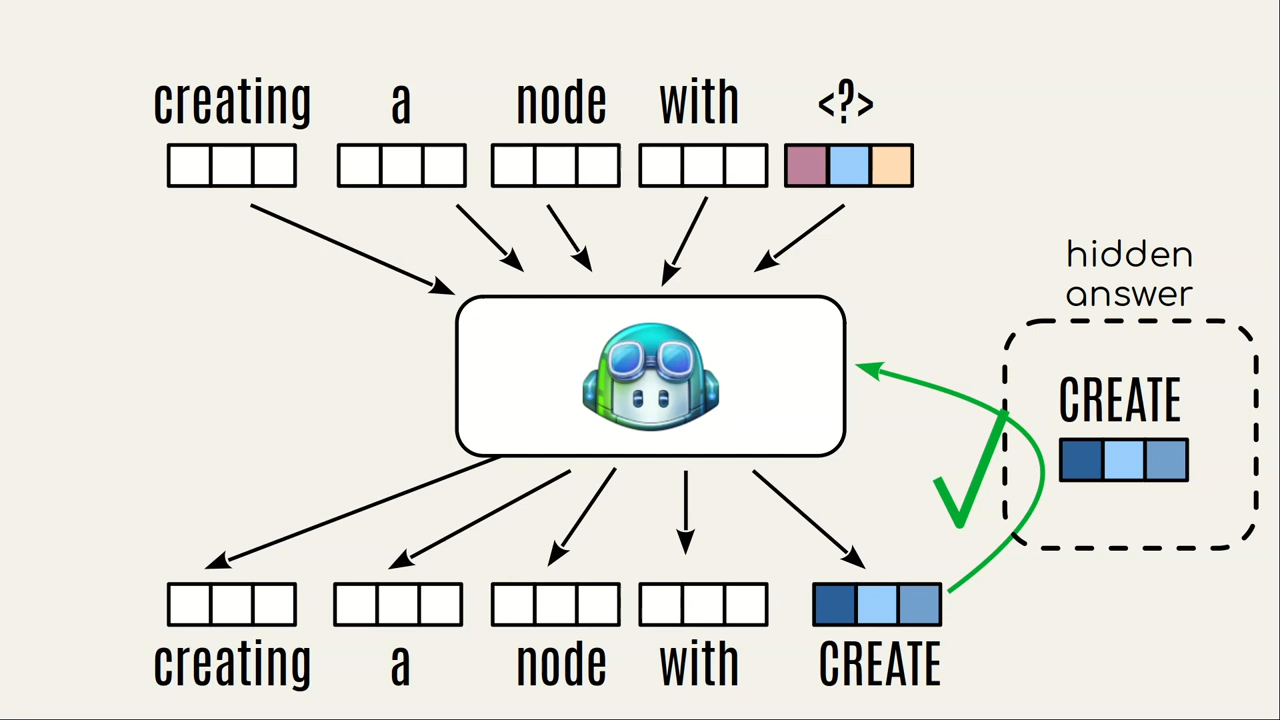 creating a node with <?>
hidden
answer
CREATE
creating a node with CREATE